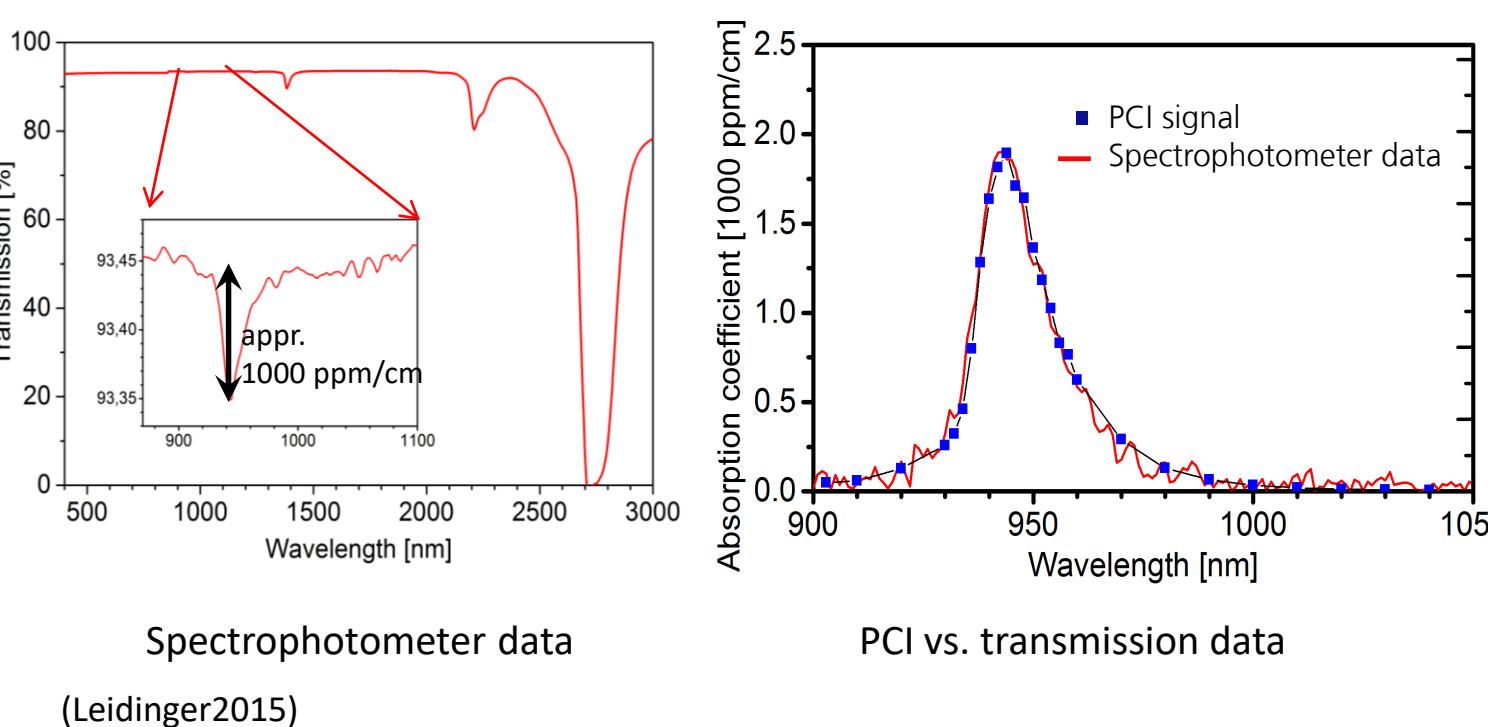 100
80
60
40
20
0
Transmission [%]
500 1000 1500 2000 2500 3000
Wavelength [nm]
93,45
93,40
93,35
900 1000 1100
appr.
1000 ppm/cm
Absorption coefficient [1000 ppm/cm]
2.5
2.0
1.5
1.0
0.5
0.0
900 950 1000 105
Wavelength [nm]
PCI signal
Spectrophotometer data
Spectrophotometer data
PCI vs. transmission data
(Leidinger2015)